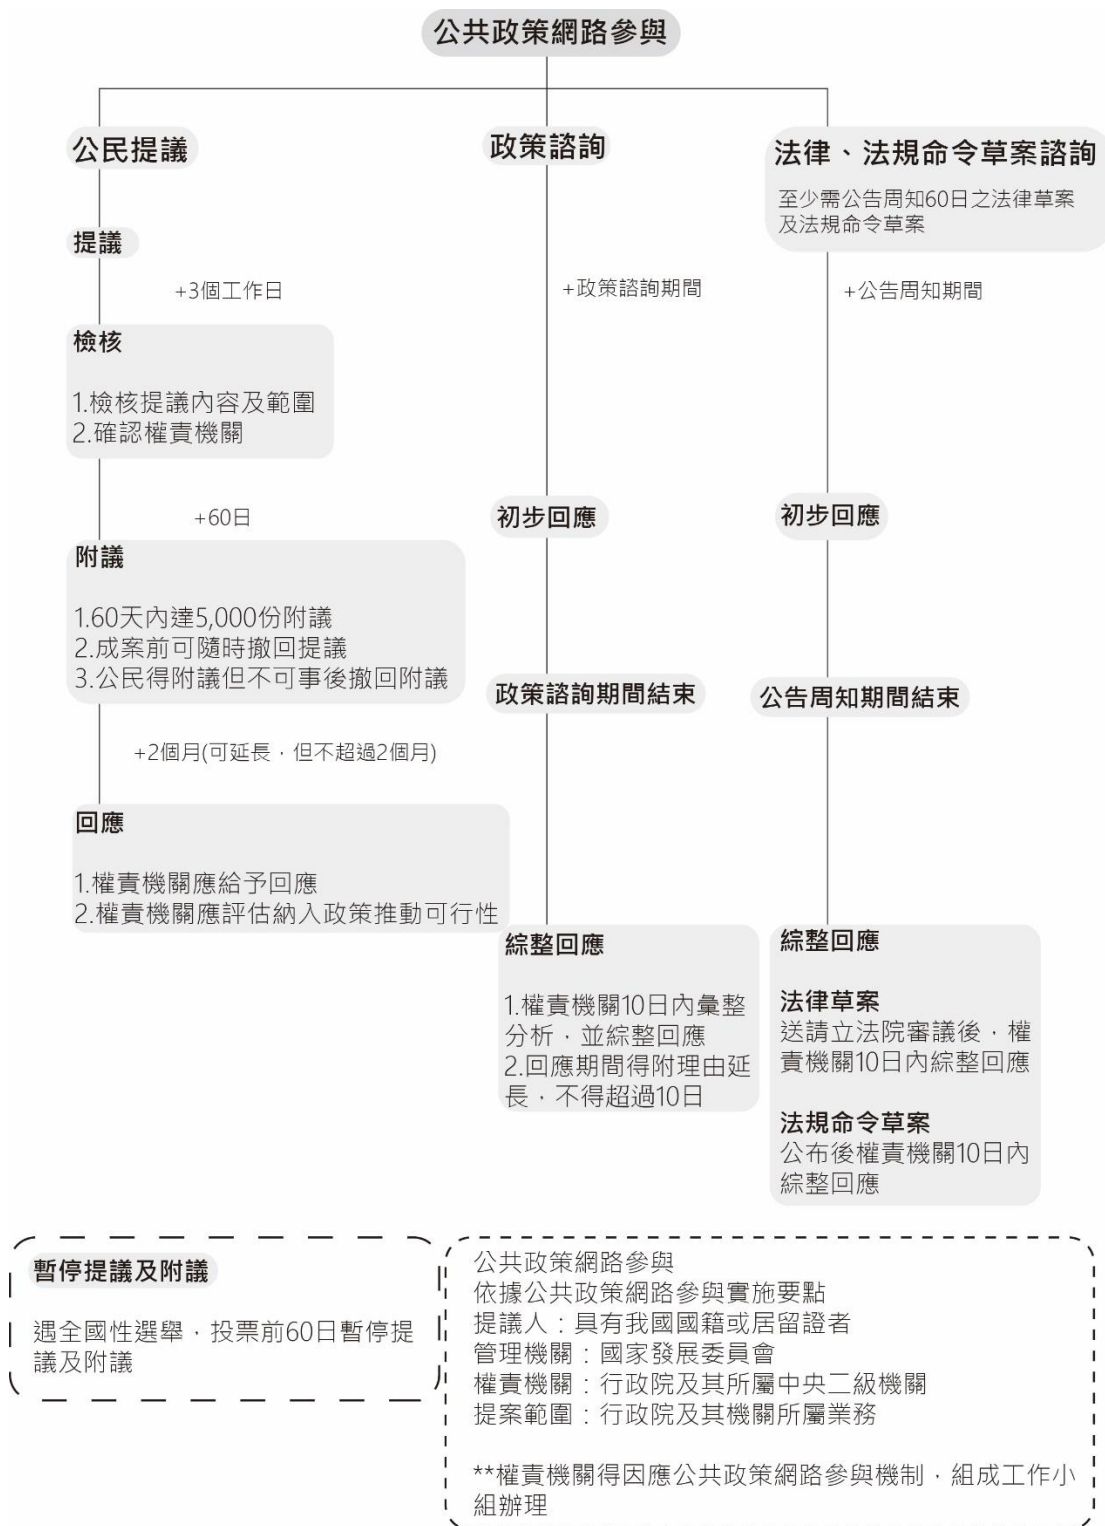 公共政策網路參與
公民提議
提議
+3個工作日
檢核
1.檢核提議內容及範圍
2.確認權責機關
+60日
附議
1.60天內達5,000份附議
2.成案前可隨時撤回提議
3.公民得附議但不可事後撤回附議
+2個月(可延長，但不超過2個月)
回應
1.權責機關應給予回應
2.權責機關應評估納入政策推動可行性
政策諮詢
+政策諮詢期間
初步回應
政策諮詢期間結束
綜整回應
1.權責機關10日內彙整
分析，並綜整回應
2.回應期間得附理由延
長，不得超過10日
法律、法規命令草案諮詢
至少需公告周知60日之法律草案
及法規命令草案
+公告周知期間
初步回應
公告周知期間結束
綜整回應
法律草案
送請立法院審議後，權
責機關10日內綜整回應
法規命令草案
公布後權責機關10日內
綜整回應
暫停提議及附議
遇全國性選舉，投票前60日暫停提
議及附議
公共政策網路參與
依據公共政策網路參與實施要點
提議人：具有我國國籍或居留證者
管理機關：國家發展委員會
權責機關：行政院及其所屬中央二級機關
提案範圍：行政院及其機關所屬業務
**權責機關得因應公共政策網路參與機制，組成工作小
組辦理